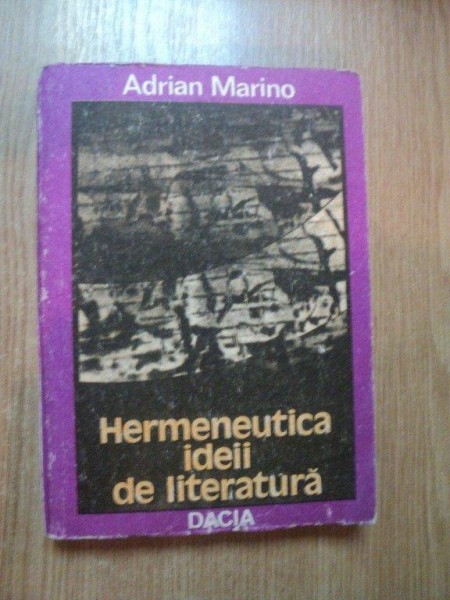 Adrian Marino
Hermeneutica
ideii
de literatură
DACIA